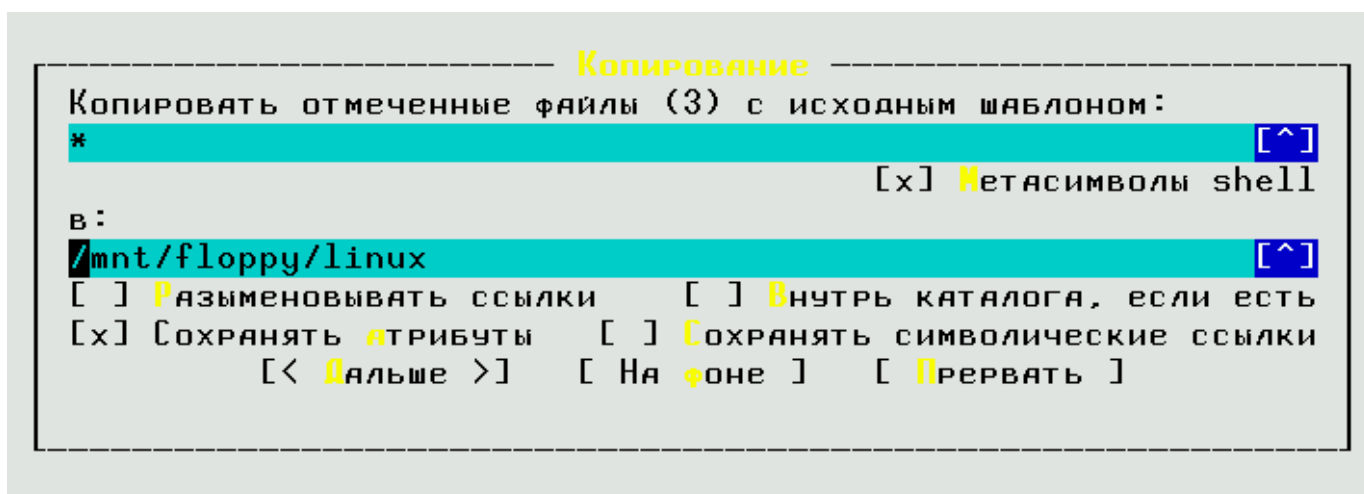 Копирование
Копировать отмеченные файлы (3) с исходным шаблоном:
* [^]
[x] Метасимволы shell
в:
/mnt/floppy/linux [^]
[ ] Разыменовывать ссылки [ ] Внутрь каталога, если есть
[x] Сохранять атрибуты [ ] Сохранять символические ссылки
[< Дальше >] [ На фоне ] [ Прервать ]